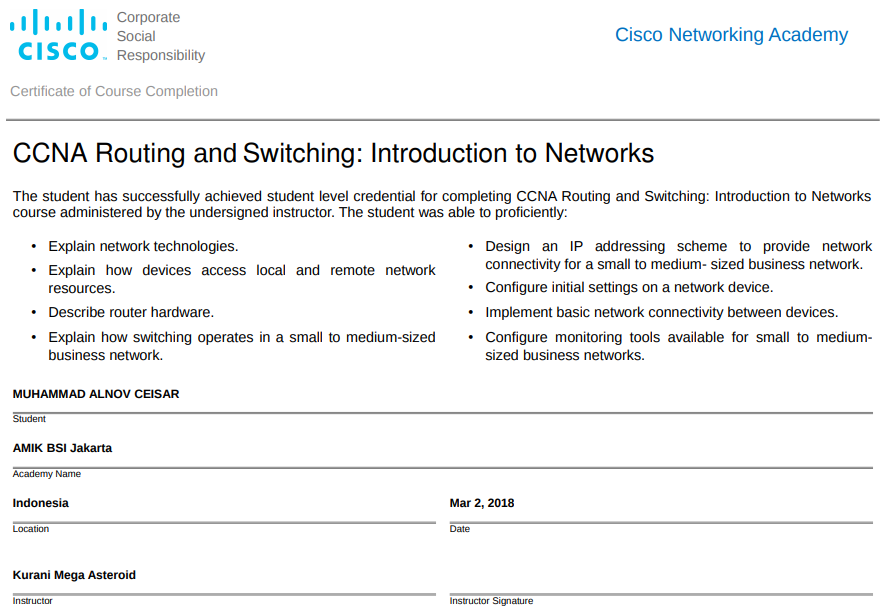 Corporate
Social
Responsibility
CISCO
Cisco Networking Academy
Certificate of Course Completion
CCNA Routing and Switching: Introduction to Networks
The student has successfully achieved student level credential for completing CCNA Routing and Switching: Introduction to Networks
course administered by the undersigned instructor. The student was able to proficiently:
• Explain network technologies.
• Explain how devices access local and remote network
resources.
• Describe router hardware.
• Explain how switching operates in a small to medium-sized
business network.
• Design an IP addressing scheme to provide network
connectivity for a small to medium- sized business network.
• Configure initial settings on a network device.
• Implement basic network connectivity between devices.
• Configure monitoring tools available for small to medium-
sized business networks.
MUHAMMAD ALNOV CEISAR
Student
AMIK BSI Jakarta
Academy Name
Indonesia
Location
Mar 2, 2018
Date
Kurani Mega Asteroid
Instructor
Instructor Signature